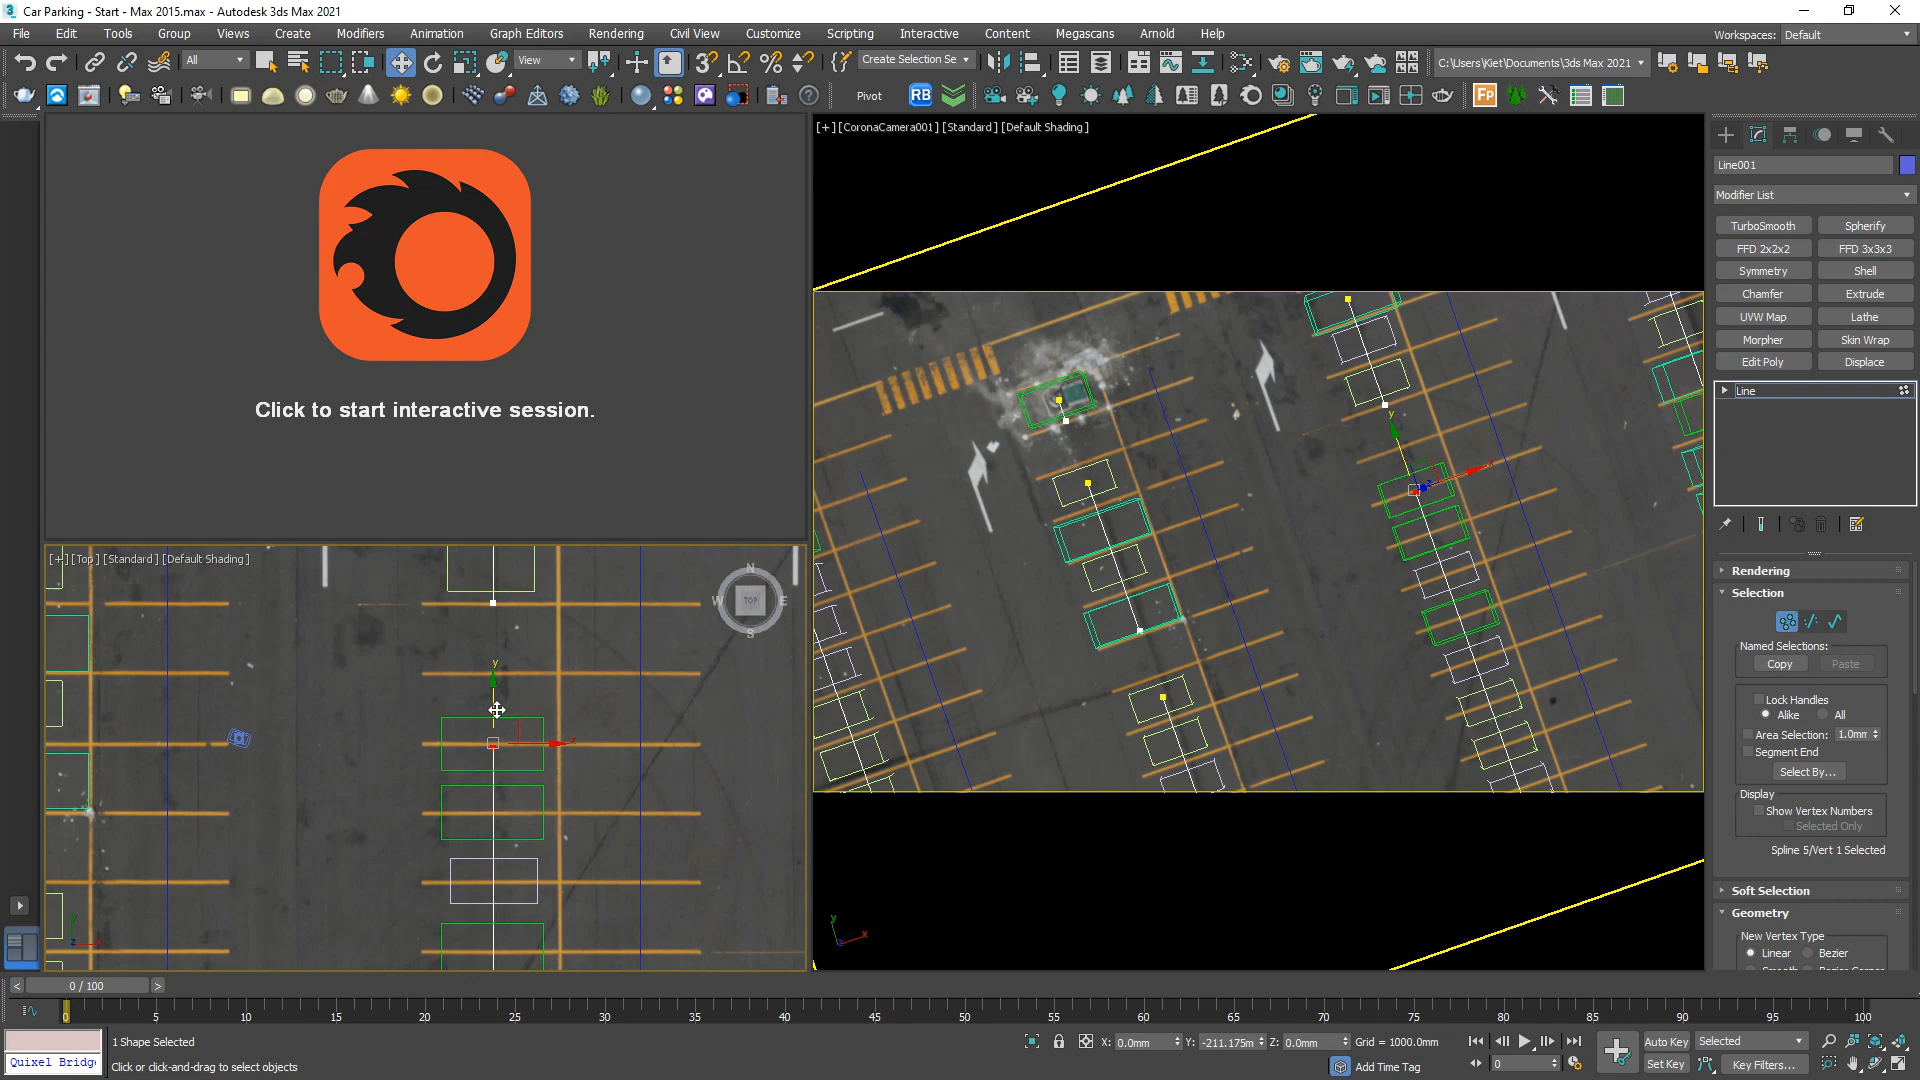 Car Parking - Start - Max 2015.max - Autodesk 3ds Max 2021
File Edit Tools Group Views Create Modifiers Animation Graph Editors Rendering Civil View Customize Scripting Interactive Content Megascans Arnold Help
Workspaces: Default
All View Create Selection Se C:\Users\Kiet\Documents\3ds Max 2021
Pivot RB Fp
[+] [CoronaCamera001] [Standard] [Default Shading]
Click to start interactive session.
[+] [Top] [Standard] [Default Shading]
N
W TOP E
S
y
x
y
x
z
Line001
Modifier List
TurboSmooth Spherify
FFD 2x2x2 FFD 3x3x3
Symmetry Shell
Chamfer Extrude
UVW Map Lathe
Morpher Skin Wrap
Edit Poly Displace
Line
Rendering
Selection
Named Selections:
Copy Paste
Lock Handles
Alike All
Area Selection: 1.0mm
Segment End
Select By...
Display
Show Vertex Numbers
Selected Only
Spline 5/Vert 1 Selected
Soft Selection
Geometry
New Vertex Type
Linear Bezier
Smooth Bezier Corner
< 0 / 100 >
0 5 10 15 20 25 30 35 40 45 50 55 60 65 70 75 80 85 90 95 100
1 Shape Selected
X: 0.0mm Y: -211.175mm Z: 0.0mm Grid = 1000.0mm
Auto Key Selected
Quixel Bridg
Click or click-and-drag to select objects
Add Time Tag
0
Set Key Key Filters...